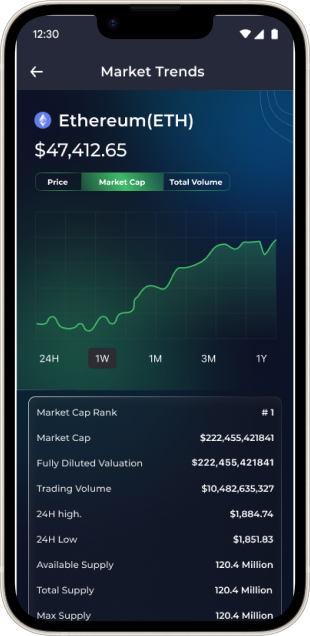 12:30
Market Trends
Ethereum(ETH)
$47,412.65
Price Market Cap Total Volume
24H 1W 1M 3M 1Y
Market Cap Rank # 1
Market Cap $222,455,421841
Fully Diluted Valuation $222,455,421841
Trading Volume $10,482,635,327
24H high. $1,884.74
24H Low $1,851.83
Available Supply 120.4 Million
Total Supply 120.4 Million
Max Supply 120.4 Million